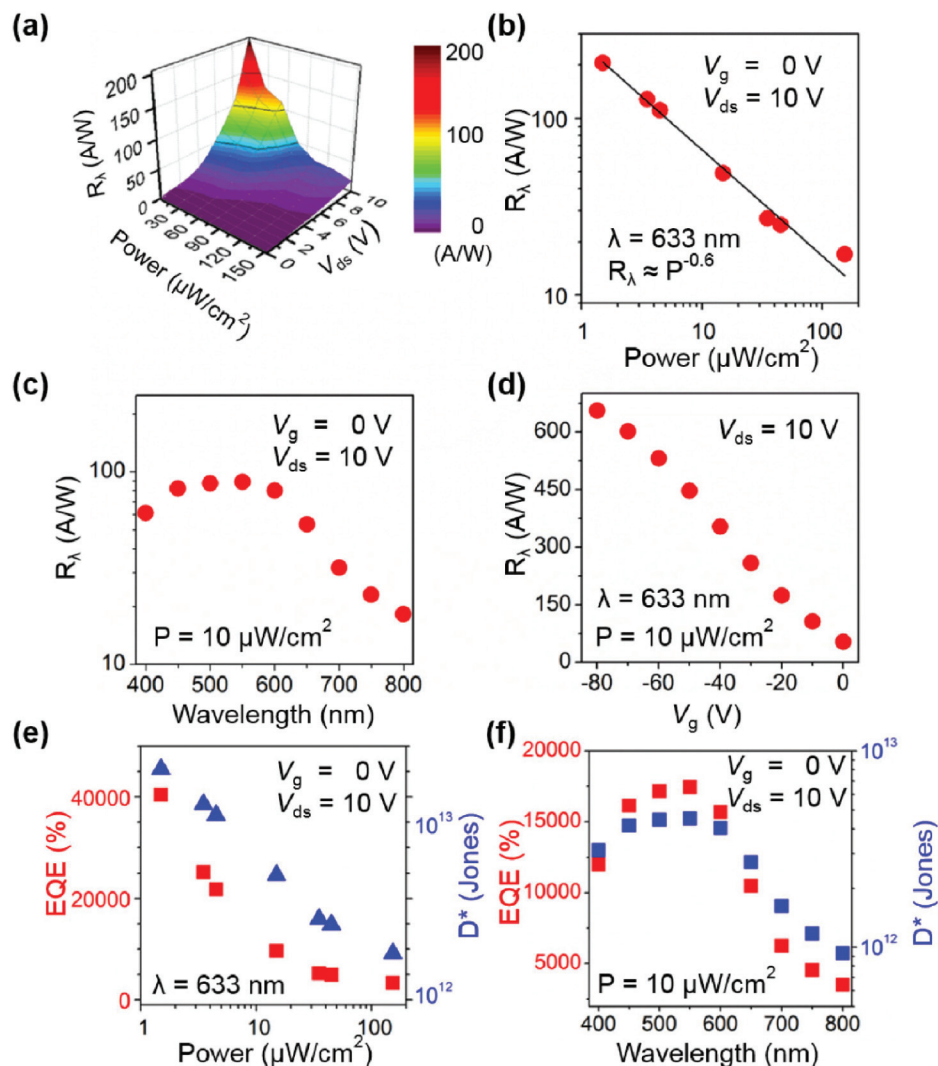 (a)
200
150
100
50
0
R_λ (A/W)
30
60
90
120
150
Power (µW/cm²)
0
2
4
6
8
10
V_ds (V)
200
100
0
(A/W)
(b)
V_g = 0 V
V_ds = 10 V
100
10
R_λ (A/W)
λ = 633 nm
R_λ ≈ P^-0.6
10
100
Power (µW/cm²)
(c)
V_g = 0 V
V_ds = 10 V
100
10
R_λ (A/W)
P = 10 µW/cm²
400 500 600 700 800
Wavelength (nm)
(d)
V_ds = 10 V
600
450
300
150
0
R_λ (A/W)
λ = 633 nm
P = 10 µW/cm²
-80 -60 -40 -20 0
V_g (V)
(e)
V_g = 0 V
V_ds = 10 V
40000
20000
0
EQE (%)
10^13
10^12
D* (Jones)
λ = 633 nm
1 10 100
Power (µW/cm²)
(f)
V_g = 0 V
V_ds = 10 V
20000
15000
10000
5000
EQE (%)
10^13
10^12
D* (Jones)
P = 10 µW/cm²
400 500 600 700 800
Wavelength (nm)